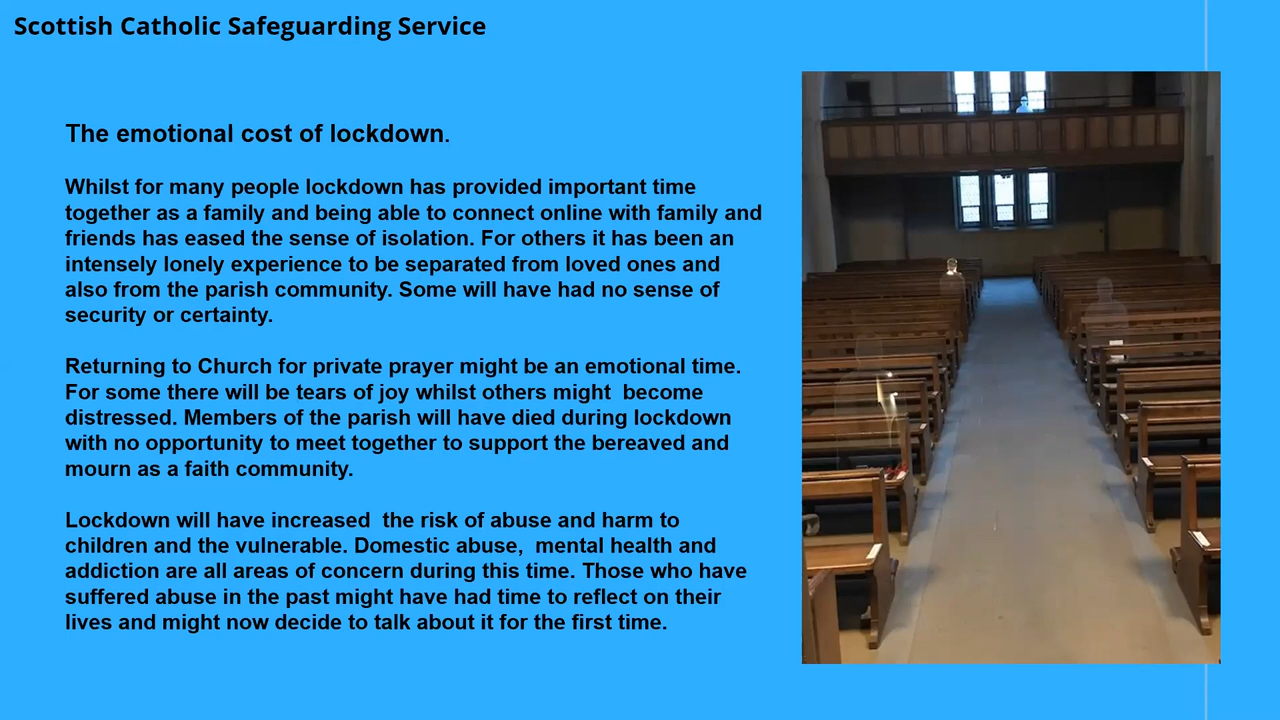 Scottish Catholic Safeguarding Service
The emotional cost of lockdown.
Whilst for many people lockdown has provided important time
together as a family and being able to connect online with family and
friends has eased the sense of isolation. For others it has been an
intensely lonely experience to be separated from loved ones and
also from the parish community. Some will have had no sense of
security or certainty.
Returning to Church for private prayer might be an emotional time.
For some there will be tears of joy whilst others might  become
distressed. Members of the parish will have died during lockdown
with no opportunity to meet together to support the bereaved and
mourn as a faith community.
Lockdown will have increased  the risk of abuse and harm to
children and the vulnerable. Domestic abuse,  mental health and
addiction are all areas of concern during this time. Those who have
suffered abuse in the past might have had time to reflect on their
lives and might now decide to talk about it for the first time.